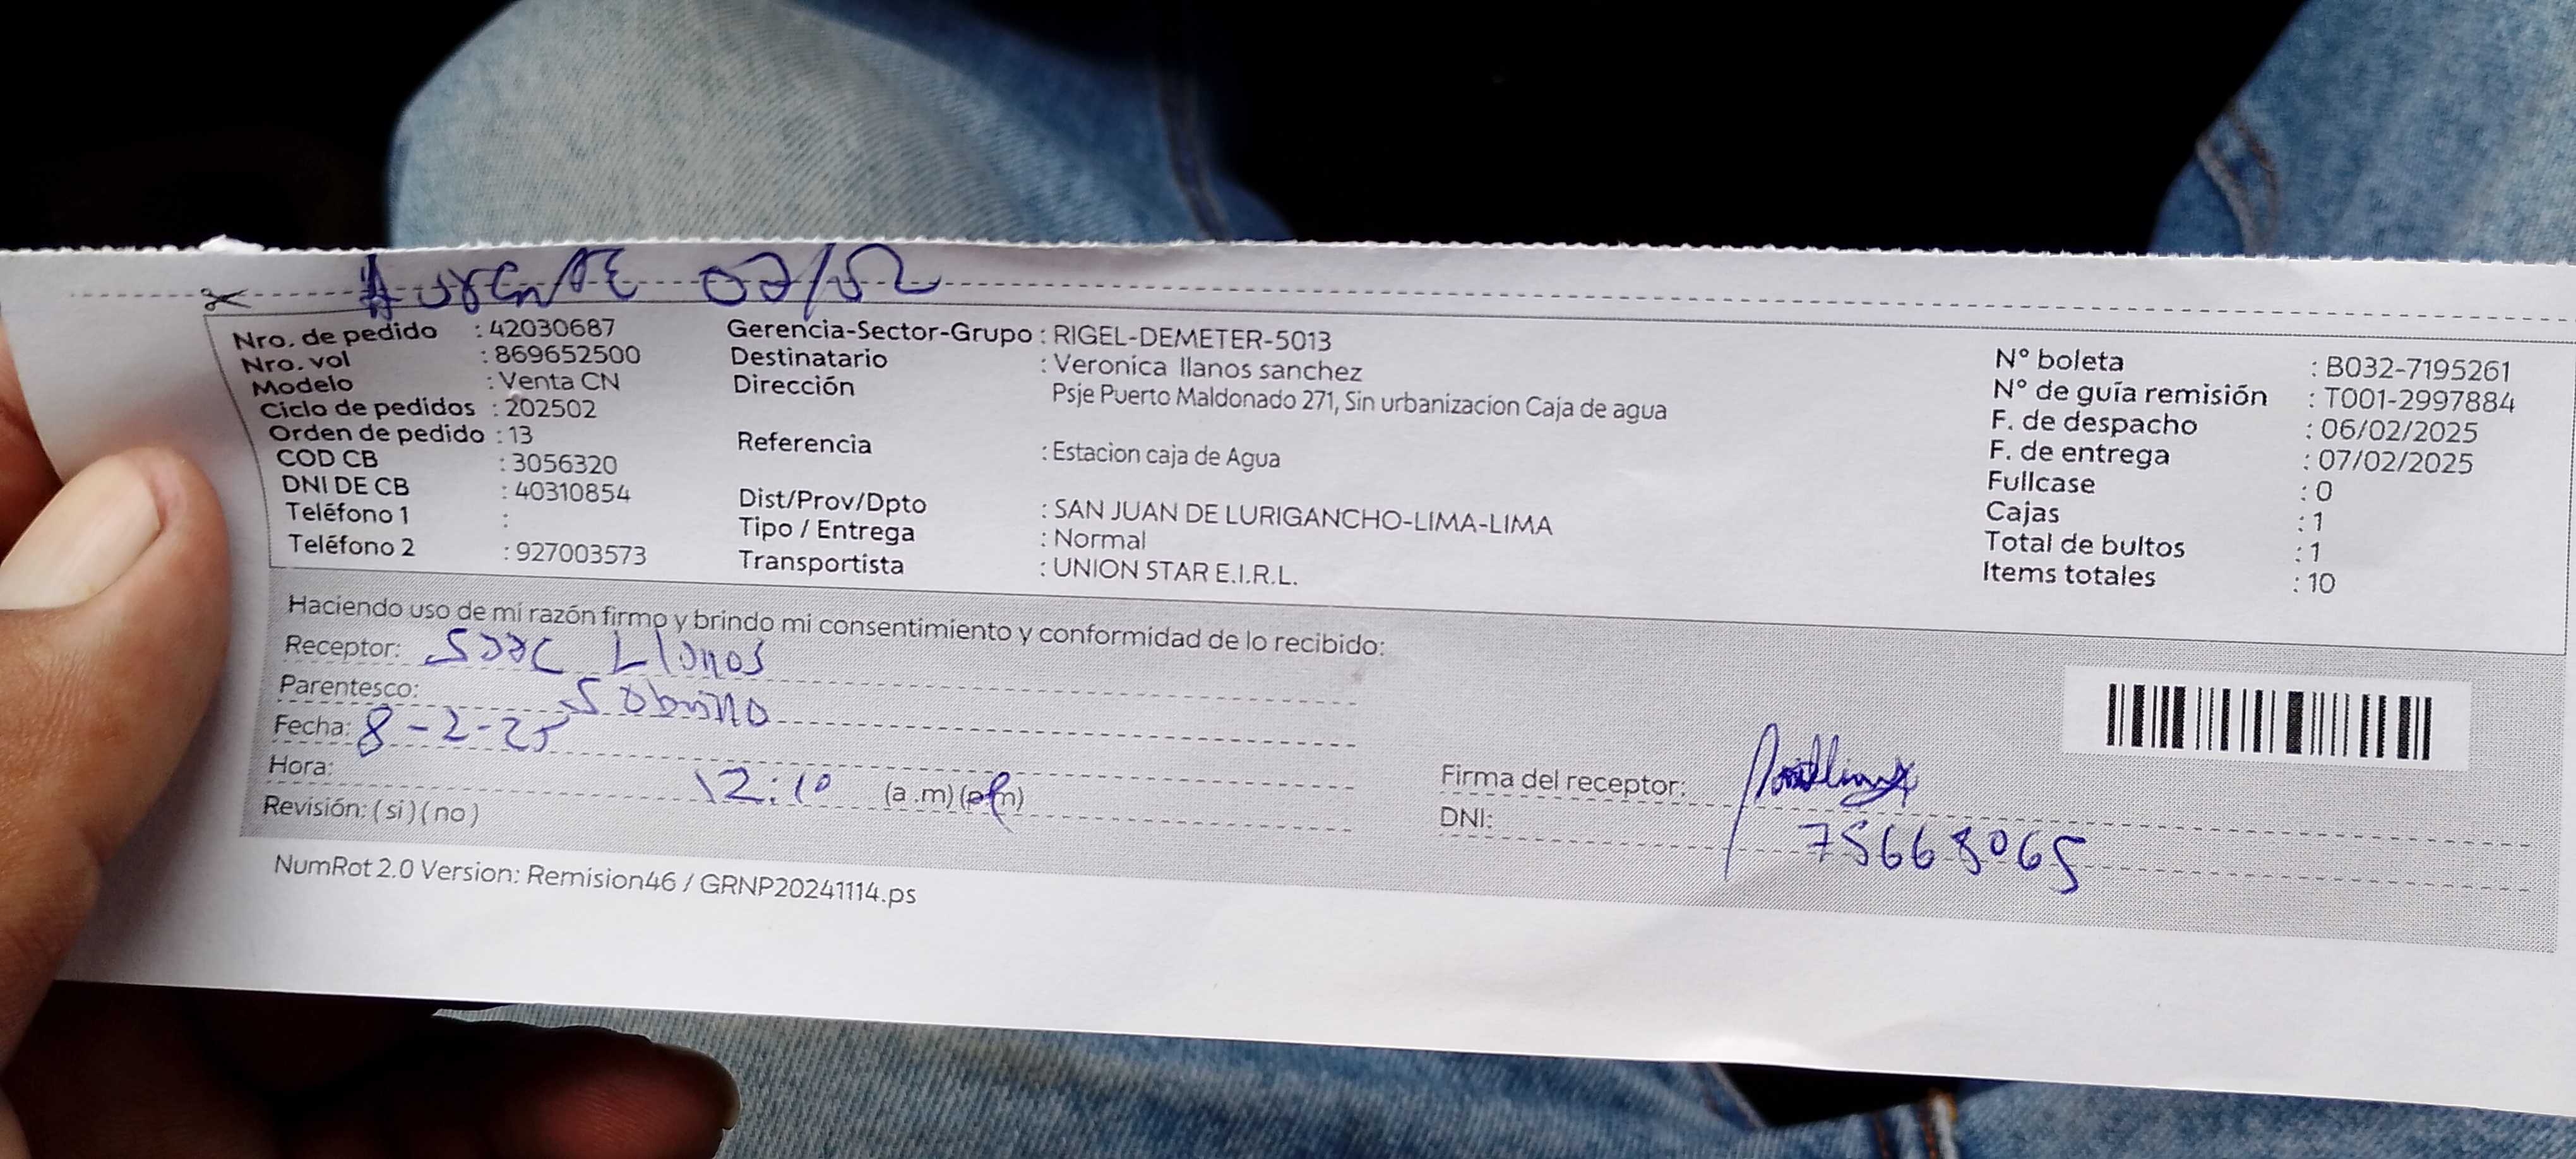 Ausente 07/02
Nro. de pedido : 42030687
Nro. vol : 869652500
Modelo : Venta CN
Ciclo de pedidos : 202502
Orden de pedido : 13
COD CB : 3056320
DNI DE CB : 40310854
Teléfono 1 :
Teléfono 2 : 927003573
Gerencia-Sector-Grupo : RIGEL-DEMETER-5013
Destinatario : Veronica llanos sanchez
Dirección Psje Puerto Maldonado 271, Sin urbanizacion Caja de agua
Referencia : Estacion caja de Agua
Dist/Prov/Dpto : SAN JUAN DE LURIGANCHO-LIMA-LIMA
Tipo / Entrega : Normal
Transportista : UNION STAR E.I.R.L.
N° boleta : B032-7195261
N° de guía remisión : T001-2997884
F. de despacho : 06/02/2025
F. de entrega : 07/02/2025
Fullcase : 0
Cajas : 1
Total de bultos : 1
Items totales : 10
Haciendo uso de mi razón firmo y brindo mi consentimiento y conformidad de lo recibido:
Receptor: Llanos
Parentesco: Sobrino
Fecha: 8-2-25
Hora: 12:10 (a.m) (p.m)
Revisión: (si) (no)
Firma del receptor:
DNI: 75668065
NumRot 2.0 Version: Remision46 / GRNP20241114.ps